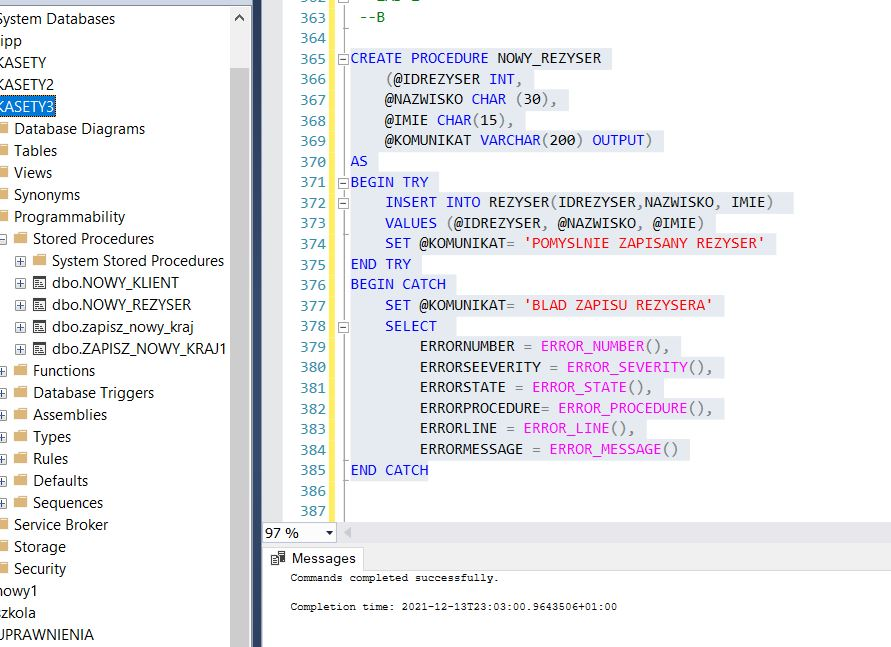 System Databases
ipp
KASETY
KASETY2
KASETY3
Database Diagrams
Tables
Views
Synonyms
Programmability
Stored Procedures
System Stored Procedures
dbo.NOWY_KLIENT
dbo.NOWY_REZYSER
dbo.zapisz_nowy_kraj
dbo.ZAPISZ_NOWY_KRAJ1
Functions
Database Triggers
Assemblies
Types
Rules
Defaults
Sequences
Service Broker
Storage
Security
nowy1
szkola
UPRAWNIENIA
363 --B
364
365 CREATE PROCEDURE NOWY_REZYSER
366 (@IDREZYSER INT,
367 @NAZWISKO CHAR (30),
368 @IMIE CHAR(15),
369 @KOMUNIKAT VARCHAR(200) OUTPUT)
370 AS
371 BEGIN TRY
372 INSERT INTO REZYSER(IDREZYSER,NAZWISKO, IMIE)
373 VALUES (@IDREZYSER, @NAZWISKO, @IMIE)
374 SET @KOMUNIKAT= 'POMYSLNIE ZAPISANY REZYSER'
375 END TRY
376 BEGIN CATCH
377 SET @KOMUNIKAT= 'BLAD ZAPISU REZYSERA'
378 SELECT
379 ERRORNUMBER = ERROR_NUMBER(),
380 ERRORSEEVERITY = ERROR_SEVERITY(),
381 ERRORSTATE = ERROR_STATE(),
382 ERRORPROCEDURE= ERROR_PROCEDURE(),
383 ERRORLINE = ERROR_LINE(),
384 ERRORMESSAGE = ERROR_MESSAGE()
385 END CATCH
386
387
97 %
Messages
Commands completed successfully.
Completion time: 2021-12-13T23:03:00.9643506+01:00